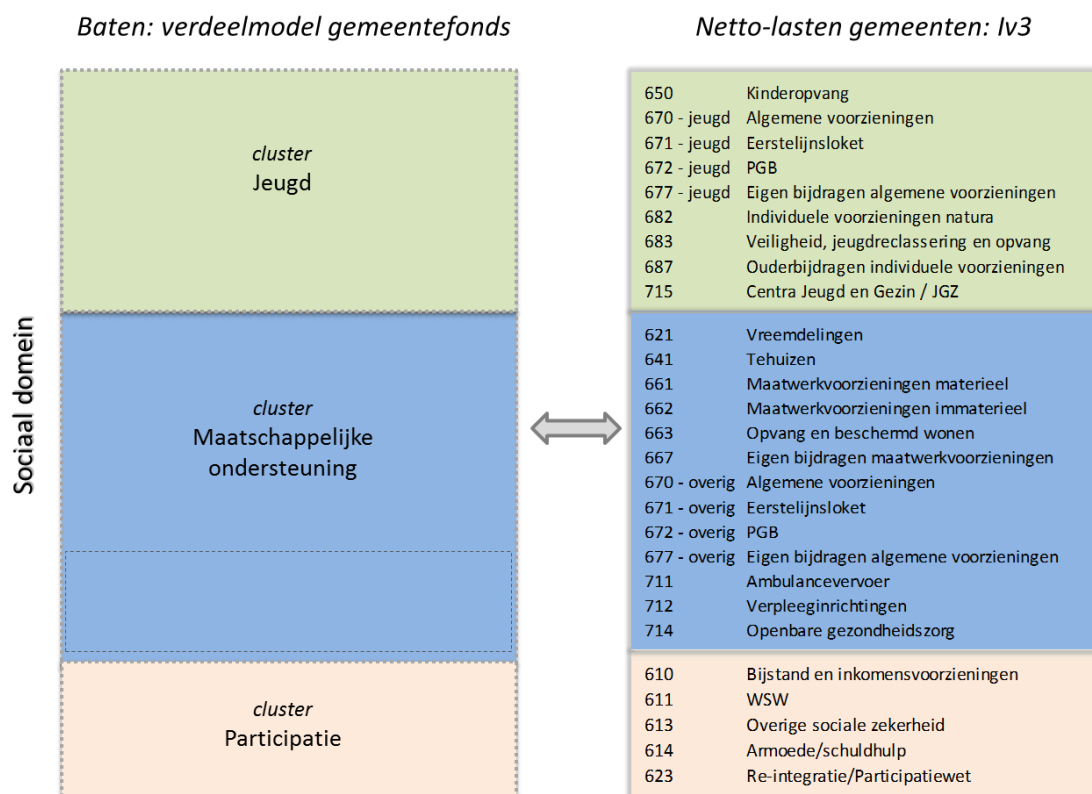 Baten: verdeelmodel gemeentefonds
Netto-lasten gemeenten: Iv3
Sociaal domein
cluster
Jeugd
650 Kinderopvang
670 - jeugd Algemene voorzieningen
671 - jeugd Eerstelijnsloket
672 - jeugd PGB
677 - jeugd Eigen bijdragen algemene voorzieningen
682 Individuele voorzieningen natura
683 Veiligheid, jeugdreclassering en opvang
687 Ouderbijdragen individuele voorzieningen
715 Centra Jeugd en Gezin / JGZ
cluster
Maatschappelijke
ondersteuning
621 Vreemdelingen
641 Tehuizen
661 Maatwerkvoorzieningen materieel
662 Maatwerkvoorzieningen immaterieel
663 Opvang en beschermd wonen
667 Eigen bijdragen maatwerkvoorzieningen
670 - overig Algemene voorzieningen
671 - overig Eerstelijnsloket
672 - overig PGB
677 - overig Eigen bijdragen algemene voorzieningen
711 Ambulancevervoer
712 Verpleeginrichtingen
714 Openbare gezondheidszorg
cluster
Participatie
610 Bijstand en inkomensvoorzieningen
611 WSW
613 Overige sociale zekerheid
614 Armoede/schuldhulp
623 Re-integratie/Participatiewet